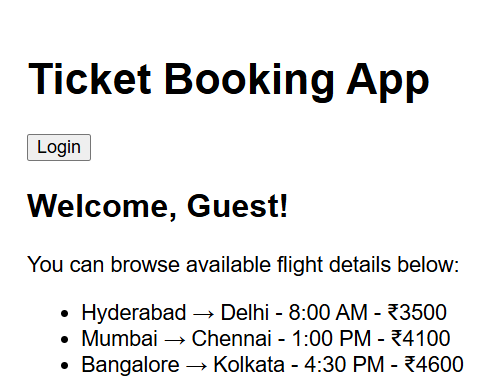 Ticket Booking App
Login
Welcome, Guest!
You can browse available flight details below:
• Hyderabad → Delhi - 8:00 AM - ₹3500
• Mumbai → Chennai - 1:00 PM - ₹4100
• Bangalore → Kolkata - 4:30 PM - ₹4600